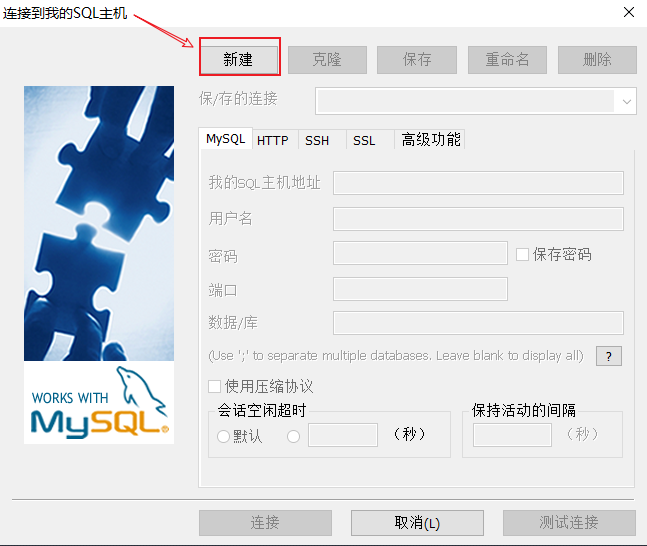 连接到我的SQL主机
新建 克隆 保存 重命名 删除
保/存的连接
MySQL HTTP SSH SSL 高级功能
我的SQL主机地址
用户名
密码 保存密码
端口
数据/库
(Use ';' to separate multiple databases. Leave blank to display all) ?
使用压缩协议
会话空闲超时 保持活动的间隔
默认 （秒） （秒）
WORKS WITH
MySQL®
连接 取消(L) 测试连接